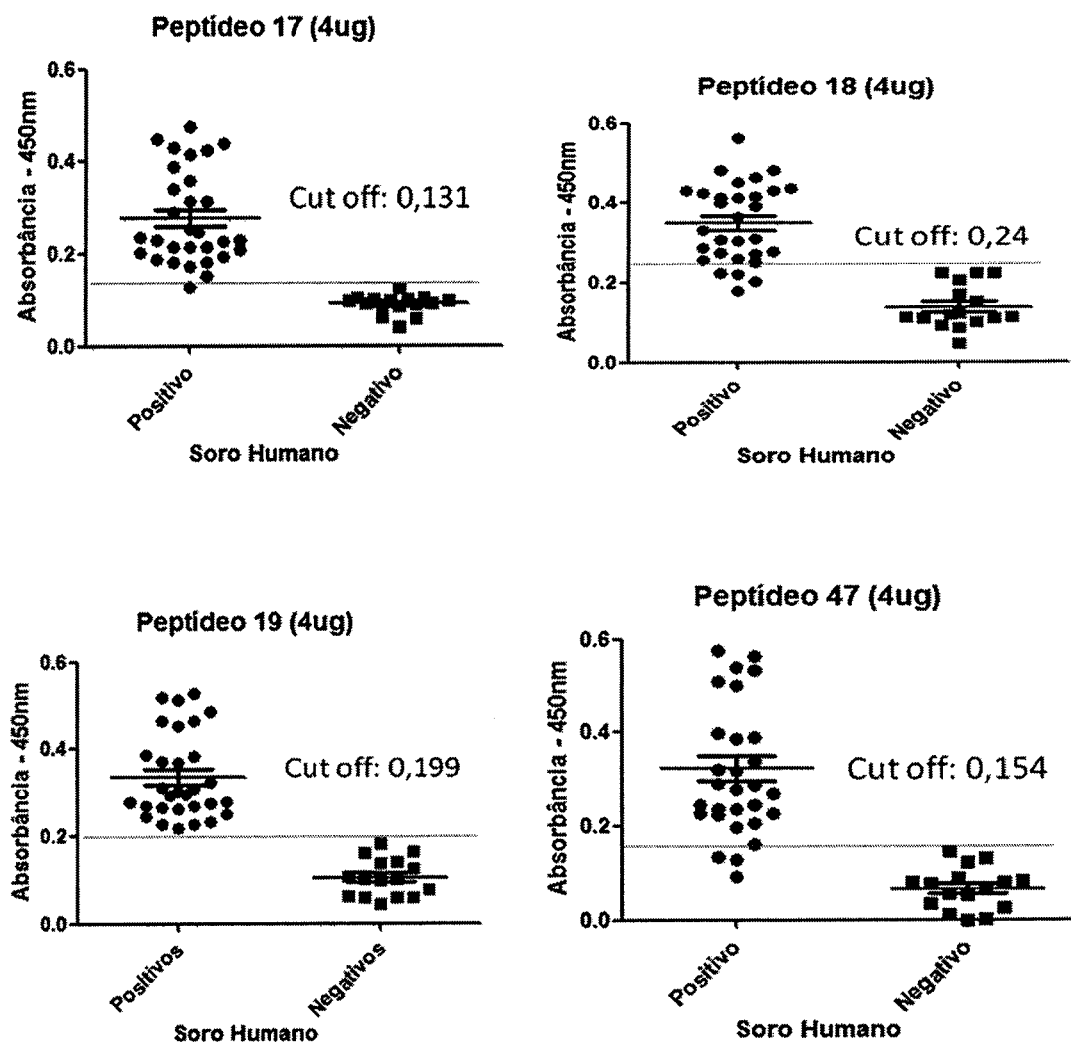 Peptídeo 17 (4ug)
Absorbância - 450nm
0.6
0.4
0.2
0.0
Cut off: 0,131
Positivo
Negativo
Soro Humano
Peptídeo 18 (4ug)
Absorbância - 450nm
0.6
0.4
0.2
0.0
Cut off: 0,24
Positivo
Negativo
Soro Humano
Peptídeo 19 (4ug)
Absorbância - 450nm
0.6
0.4
0.2
0.0
Cut off: 0,199
Positivos
Negativos
Soro Humano
Peptídeo 47 (4ug)
Absorbância - 450nm
0.6
0.4
0.2
0.0
Cut off: 0,154
Positivo
Negativo
Soro Humano